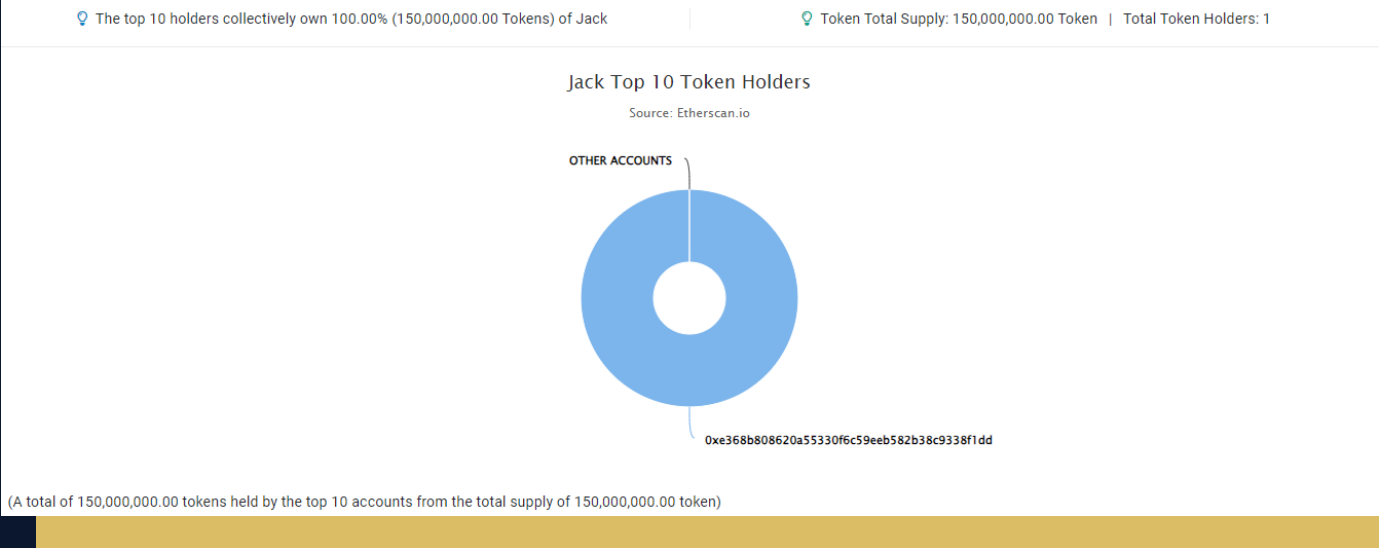 The top 10 holders collectively own 100.00% (150,000,000.00 Tokens) of Jack
Token Total Supply: 150,000,000.00 Token | Total Token Holders: 1
Jack Top 10 Token Holders
Source: Etherscan.io
OTHER ACCOUNTS
0xe368b808620a55330f6c59eeb582b38c9338f1dd
(A total of 150,000,000.00 tokens held by the top 10 accounts from the total supply of 150,000,000.00 token)